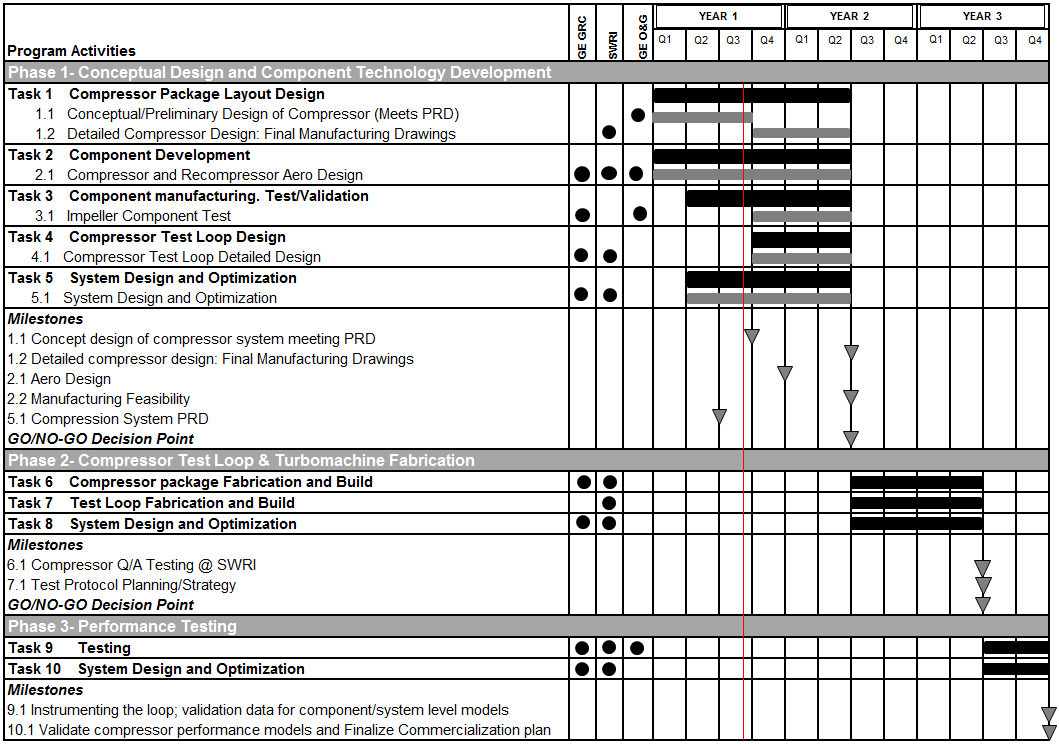 GE GRC SWRI GE O&G YEAR 1 YEAR 2 YEAR 3
Program Activities Q1 Q2 Q3 Q4 Q1 Q2 Q3 Q4 Q1 Q2 Q3 Q4
Phase 1- Conceptual Design and Component Technology Development
Task 1 Compressor Package Layout Design
1.1 Conceptual/Preliminary Design of Compressor (Meets PRD)
1.2 Detailed Compressor Design: Final Manufacturing Drawings
Task 2 Component Development
2.1 Compressor and Recompressor Aero Design
Task 3 Component manufacturing. Test/Validation
3.1 Impeller Component Test
Task 4 Compressor Test Loop Design
4.1 Compressor Test Loop Detailed Design
Task 5 System Design and Optimization
5.1 System Design and Optimization
Milestones
1.1 Concept design of compressor system meeting PRD
1.2 Detailed compressor design: Final Manufacturing Drawings
2.1 Aero Design
2.2 Manufacturing Feasibility
5.1 Compression System PRD
GO/NO-GO Decision Point
Phase 2- Compressor Test Loop & Turbomachine Fabrication
Task 6 Compressor package Fabrication and Build
Task 7 Test Loop Fabrication and Build
Task 8 System Design and Optimization
Milestones
6.1 Compressor Q/A Testing @ SWRI
7.1 Test Protocol Planning/Strategy
GO/NO-GO Decision Point
Phase 3- Performance Testing
Task 9 Testing
Task 10 System Design and Optimization
Milestones
9.1 Instrumenting the loop; validation data for component/system level models
10.1 Validate compressor performance models and Finalize Commercialization plan